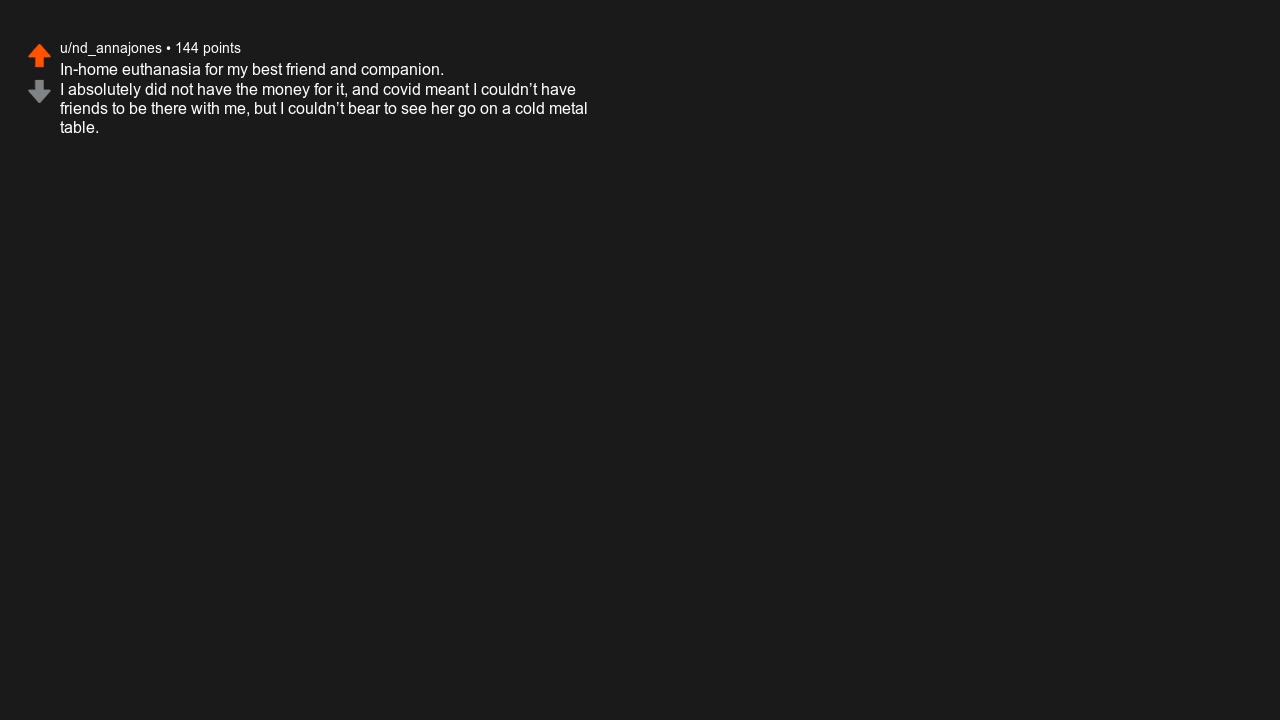 u/nd_annajones • 144 points
In-home euthanasia for my best friend and companion.
I absolutely did not have the money for it, and covid meant I couldn’t have
friends to be there with me, but I couldn’t bear to see her go on a cold metal
table.